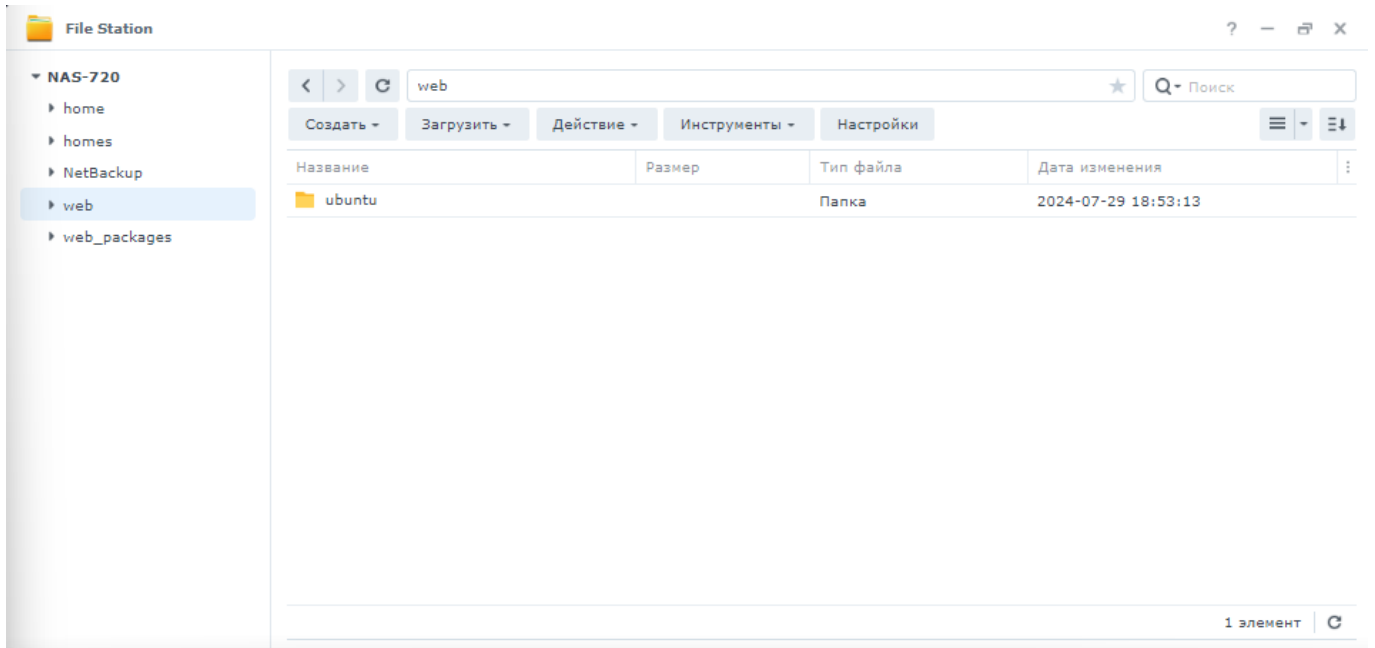 File Station
NAS-720
home
homes
NetBackup
web
web_packages
web
Поиск
Создать Загрузить Действие Инструменты Настройки
Название Размер Тип файла Дата изменения
ubuntu Папка 2024-07-29 18:53:13
1 элемент